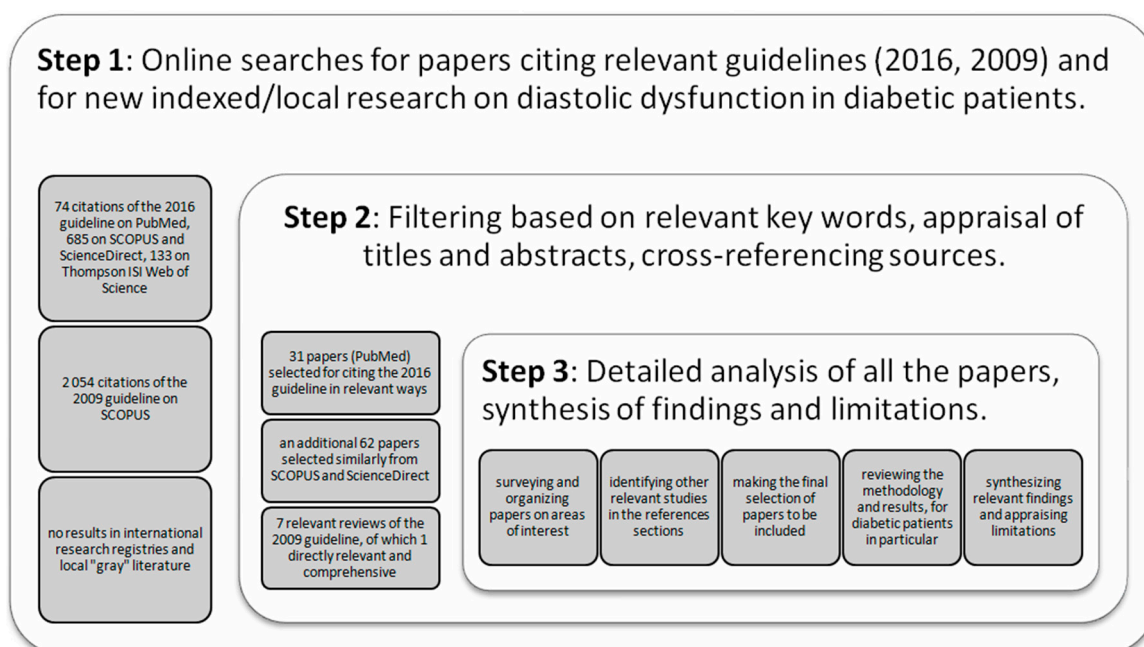 Step 1: Online searches for papers citing relevant guidelines (2016, 2009) and
for new indexed/local research on diastolic dysfunction in diabetic patients.
74 citations of the 2016
guideline on PubMed,
685 on SCOPUS and
ScienceDirect, 133 on
Thompson ISI Web of
Science
2 054 citations of the
2009 guideline on
SCOPUS
no results in international
research registries and
local "gray" literature
Step 2: Filtering based on relevant key words, appraisal of
titles and abstracts, cross-referencing sources.
31 papers (PubMed)
selected for citing the 2016
guideline in relevant ways
an additional 62 papers
selected similarly from
SCOPUS and ScienceDirect
7 relevant reviews of the
2009 guideline, of which 1
directly relevant and
comprehensive
Step 3: Detailed analysis of all the papers,
synthesis of findings and limitations.
surveying and
organizing
papers on areas
of interest
identifying other
relevant studies
in the references
sections
making the final
selection of
papers to be
included
reviewing the
methodology
and results, for
diabetic patients
in particular
synthesizing
relevant findings
and appraising
limitations